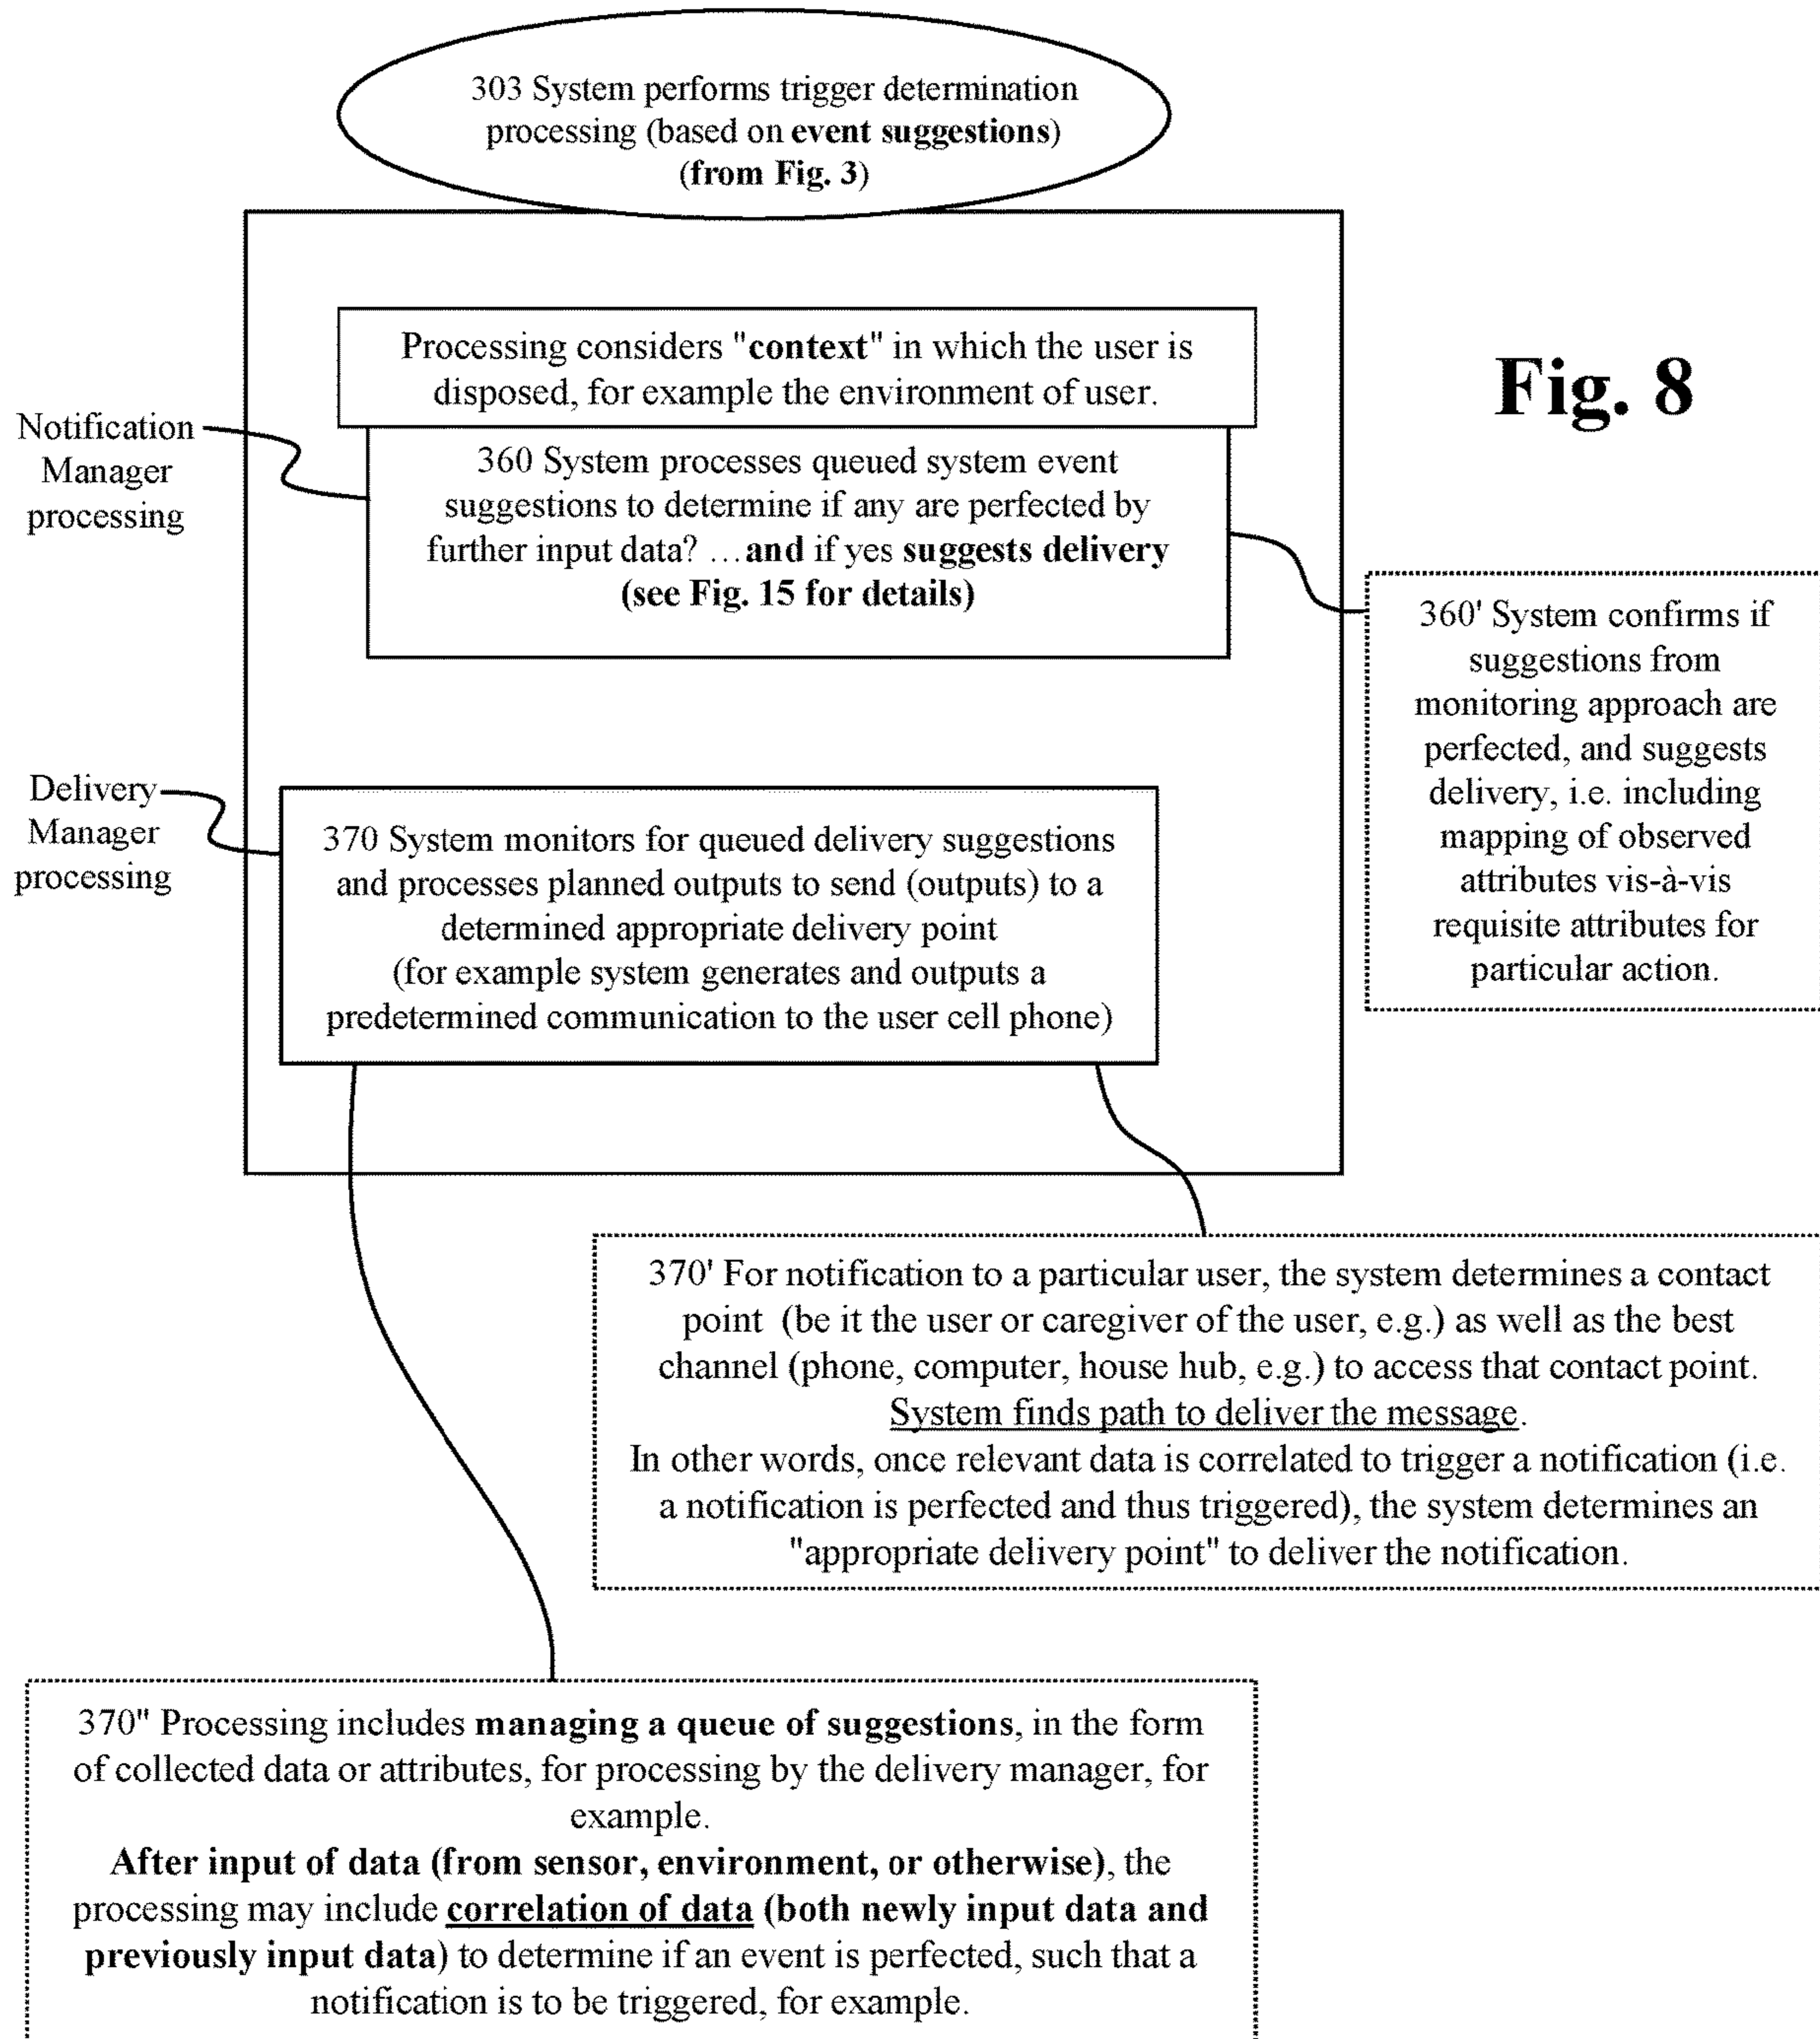 303 System performs trigger determination
processing (based on event suggestions)
(from Fig. 3)
Processing considers "context" in which the user is
disposed, for example the environment of user.
Fig. 8
Notification
Manager
processing
360 System processes queued system event
suggestions to determine if any are perfected by
further input data? …and if yes suggests delivery
(see Fig. 15 for details)
360' System confirms if
suggestions from
monitoring approach are
perfected, and suggests
delivery, i.e. including
mapping of observed
attributes vis-à-vis
requisite attributes for
particular action.
Delivery
Manager
processing
370 System monitors for queued delivery suggestions
and processes planned outputs to send (outputs) to a
determined appropriate delivery point
(for example system generates and outputs a
predetermined communication to the user cell phone)
370' For notification to a particular user, the system determines a contact
point (be it the user or caregiver of the user, e.g.) as well as the best
channel (phone, computer, house hub, e.g.) to access that contact point.
System finds path to deliver the message.
In other words, once relevant data is correlated to trigger a notification (i.e.
a notification is perfected and thus triggered), the system determines an
"appropriate delivery point" to deliver the notification.
370" Processing includes managing a queue of suggestions, in the form
of collected data or attributes, for processing by the delivery manager, for
example.
After input of data (from sensor, environment, or otherwise), the
processing may include correlation of data (both newly input data and
previously input data) to determine if an event is perfected, such that a
notification is to be triggered, for example.